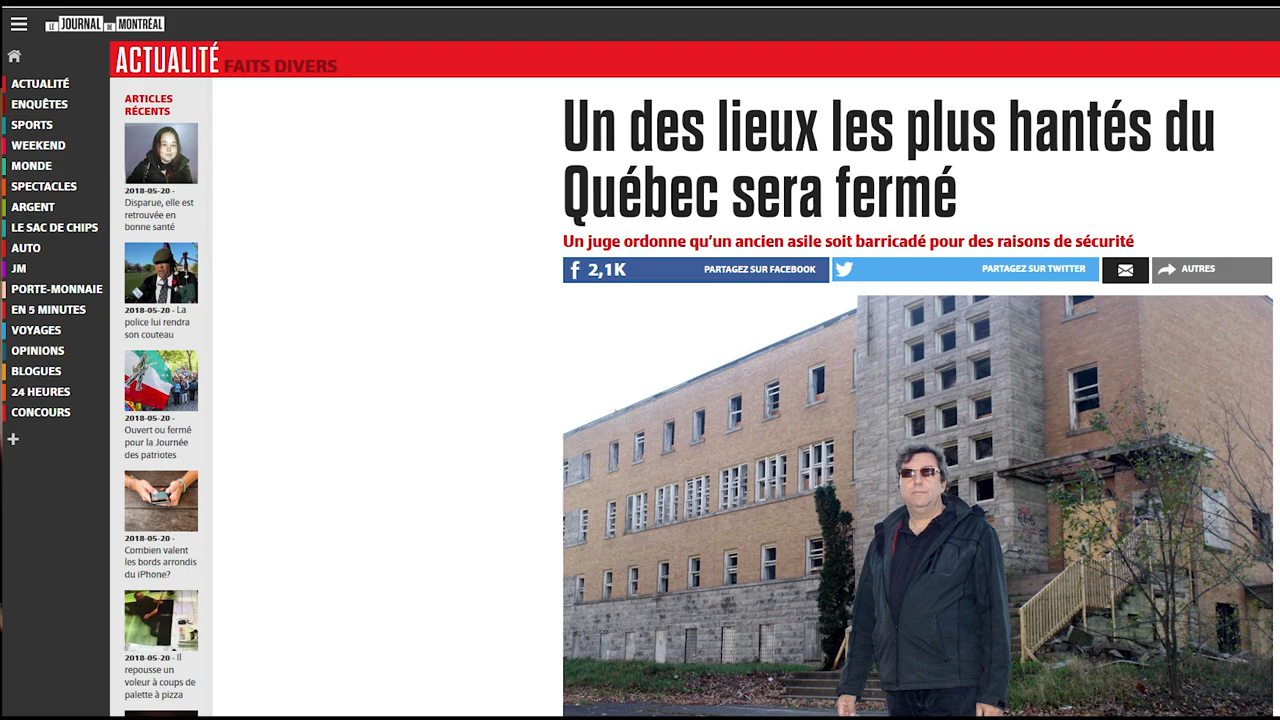 LE JOURNAL DE MONTRÉAL
ACTUALITÉ FAITS DIVERS
ACTUALITÉ
ENQUÊTES
SPORTS
WEEKEND
MONDE
SPECTACLES
ARGENT
LE SAC DE CHIPS
AUTO
JM
PORTE-MONNAIE
EN 5 MINUTES
VOYAGES
OPINIONS
BLOGUES
24 HEURES
CONCOURS
ARTICLES
RÉCENTS
2018-05-20 -
Disparue, elle est
retrouvée en
bonne santé
2018-05-20 - La
police lui rendra
son couteau
2018-05-20 -
Ouvert ou fermé
pour la Journée
des patriotes
2018-05-20 -
Combien valent
les bords arrondis
du iPhone?
2018-05-20 - Il
repousse un
voleur à coups de
palette à pizza
Un des lieux les plus hantés du
Québec sera fermé
Un juge ordonne qu'un ancien asile soit barricadé pour des raisons de sécurité
2,1K PARTAGEZ SUR FACEBOOK
PARTAGEZ SUR TWITTER
AUTRES
666